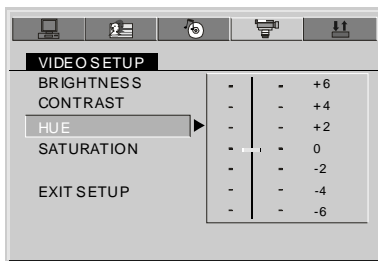 VIDEO SETUP
BRIGHTNESS
CONTRAST
HUE
SATURATION
EXIT SETUP
+6
+4
+2
0
-2
-4
-6